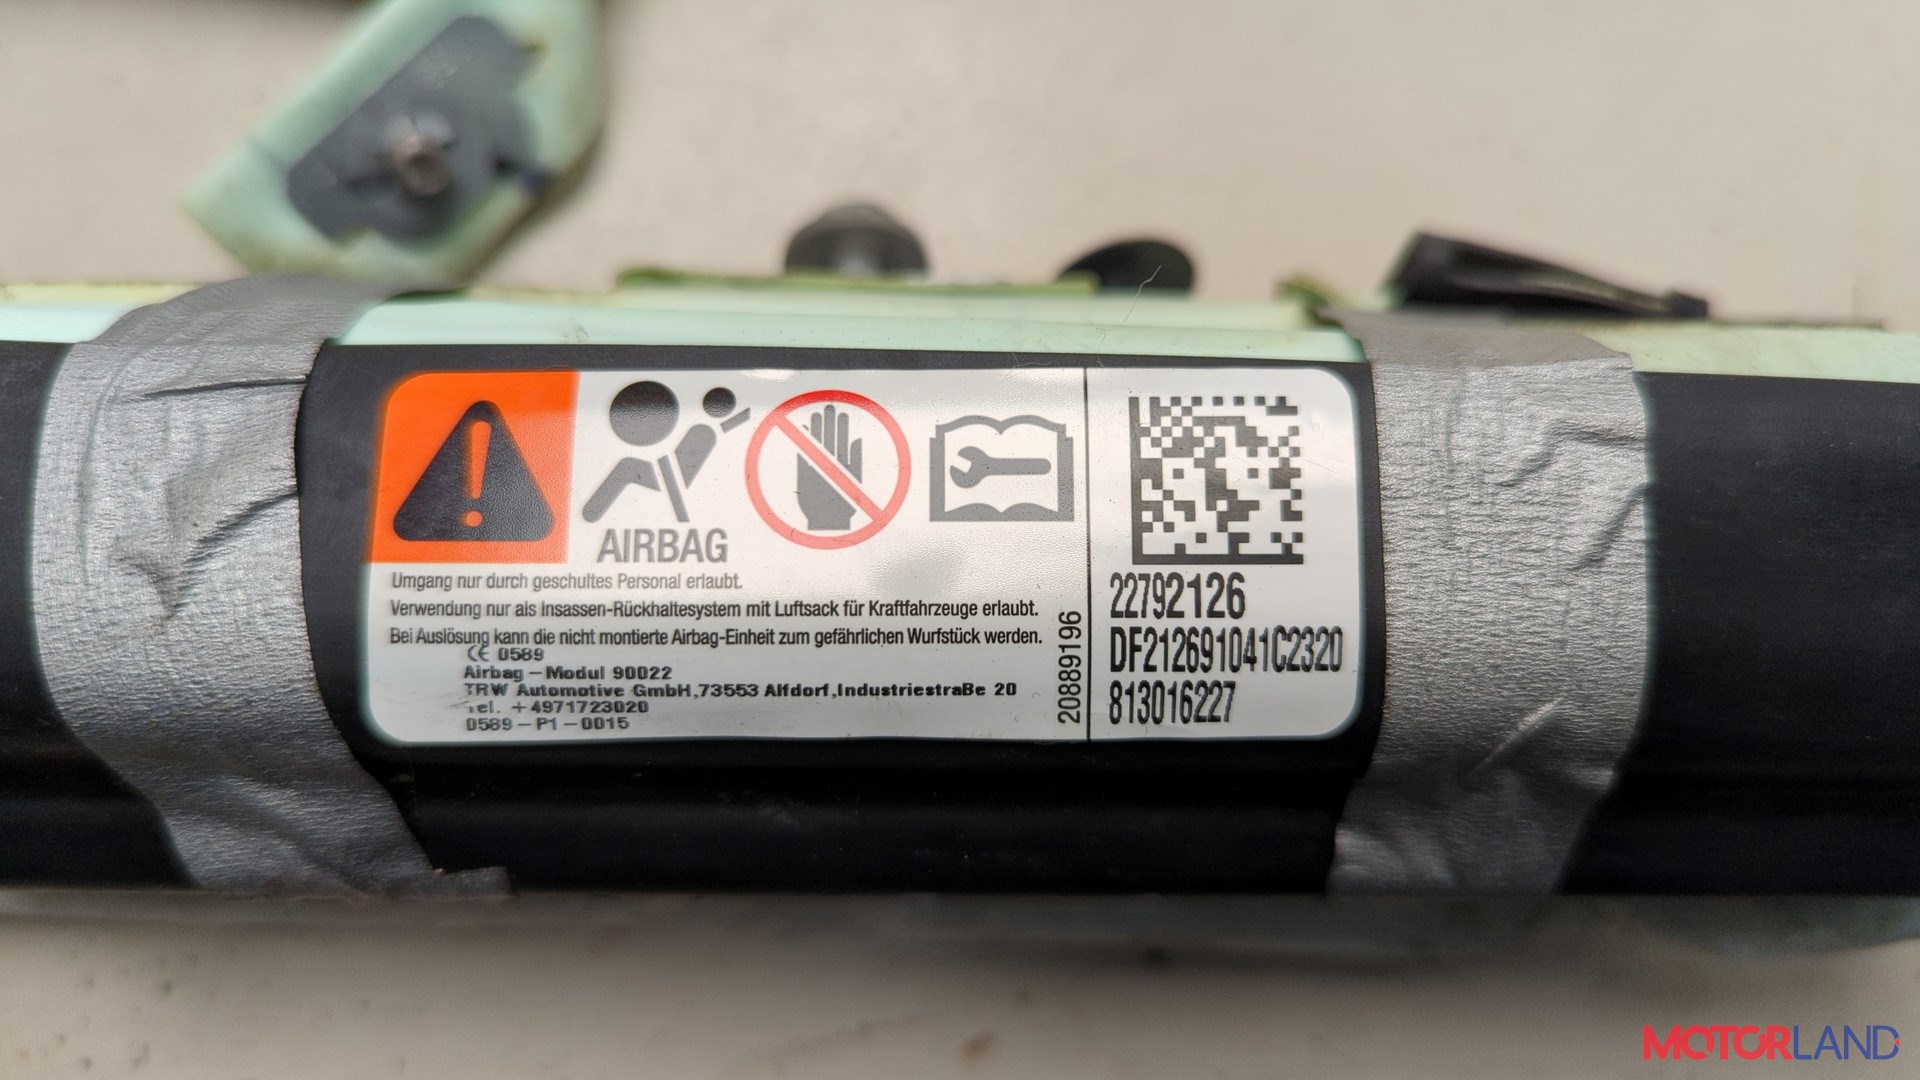 AIRBAG
Umgang nur durch geschultes Personal erlaubt.
Verwendung nur als Insassen-Rückhaltesystem mit Luftsack für Kraftfahrzeuge erlaubt.
Bei Auslösung kann die nicht montierte Airbag-Einheit zum gefährlichen Wurfstück werden.
CE 0589
Airbag - Modul 90022
TRW Automotive GmbH,73553 Alfdorf,Industriestraße 20
Tel. +4971723020
0589-P1-0015
20889196
22792126
DF212691041C2320
813016227
MOTORLAND